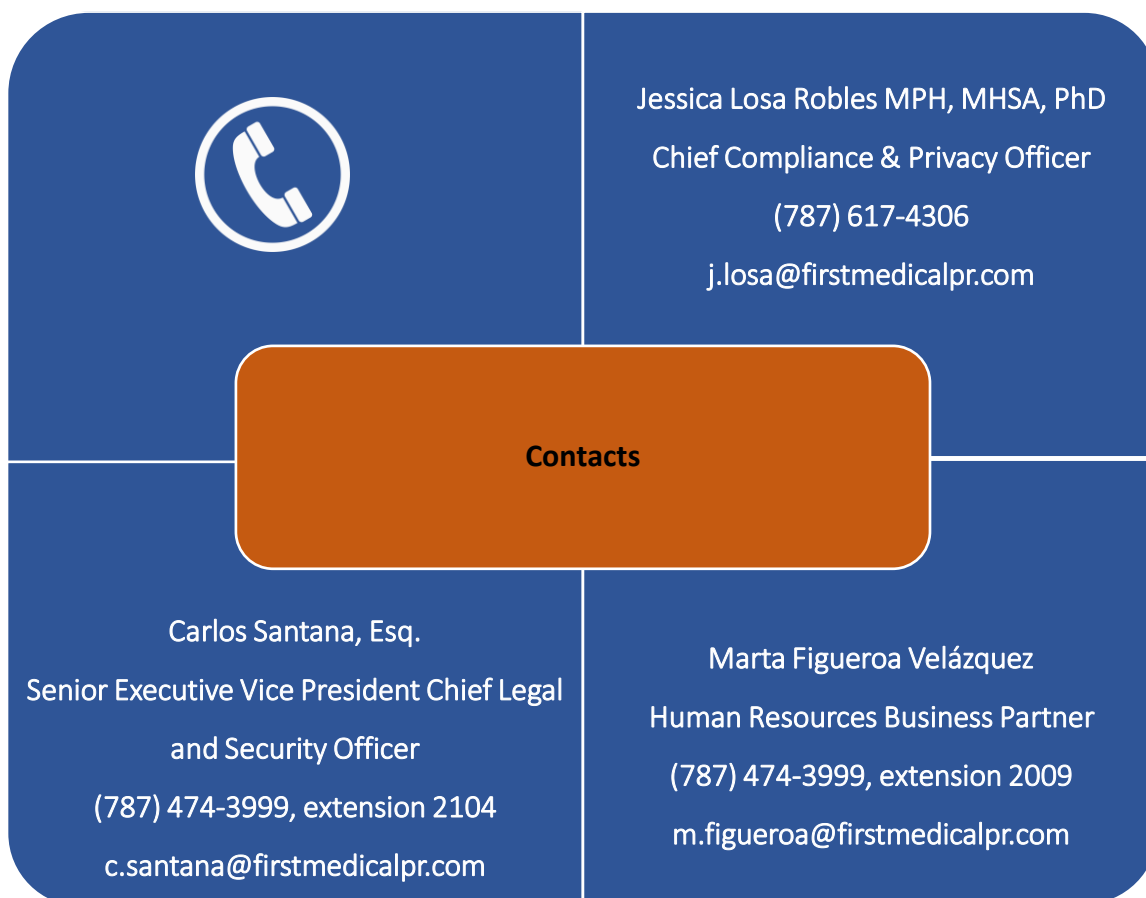 Jessica Losa Robles MPH, MHSA, PhD
Chief Compliance & Privacy Officer
(787) 617-4306
j.losa@firstmedicalpr.com
Contacts
Carlos Santana, Esq.
Senior Executive Vice President Chief Legal
and Security Officer
(787) 474-3999, extension 2104
c.santana@firstmedicalpr.com
Marta Figueroa Velázquez
Human Resources Business Partner
(787) 474-3999, extension 2009
m.figueroa@firstmedicalpr.com